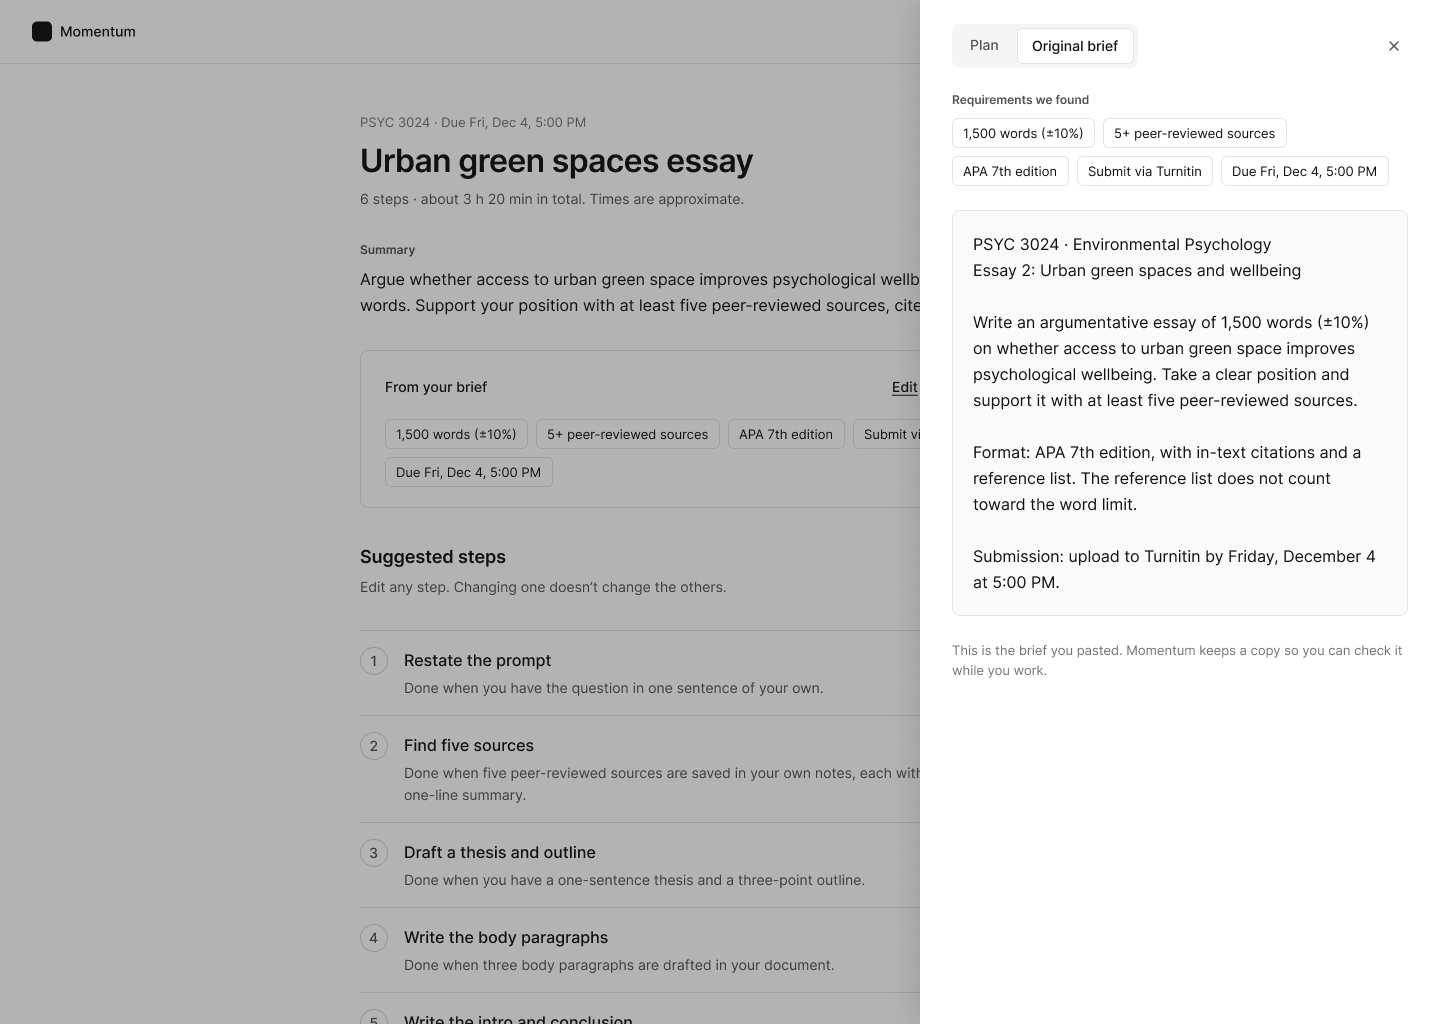 Momentum
PSYC 3024 · Due Fri, Dec 4, 5:00 PM
Urban green spaces essay
6 steps · about 3 h 20 min in total. Times are approximate.
Summary
Argue whether access to urban green space improves psychological
words. Support your position with at least five peer-reviewed sources,
From your brief
Edit
1,500 words (±10%)
5+ peer-reviewed sources
APA 7th edition
Submit
Due Fri, Dec 4, 5:00 PM
Suggested steps
Edit any step. Changing one doesn’t change the others.
1
Restate the prompt
Done when you have the question in one sentence of your own.
2
Find five sources
Done when five peer-reviewed sources are saved in your own notes, each
one-line summary.
3
Draft a thesis and outline
Done when you have a one-sentence thesis and a three-point outline.
4
Write the body paragraphs
Done when three body paragraphs are drafted in your document.
5
Write the intro and conclusion
Plan
Original brief
Requirements we found
1,500 words (±10%)
5+ peer-reviewed sources
APA 7th edition
Submit via Turnitin
Due Fri, Dec 4, 5:00 PM
PSYC 3024 · Environmental Psychology
Essay 2: Urban green spaces and wellbeing
Write an argumentative essay of 1,500 words (±10%)
on whether access to urban green space improves
psychological wellbeing. Take a clear position and
support it with at least five peer-reviewed sources.
Format: APA 7th edition, with in-text citations and a
reference list. The reference list does not count
toward the word limit.
Submission: upload to Turnitin by Friday, December 4
at 5:00 PM.
This is the brief you pasted. Momentum keeps a copy so you can check it
while you work.